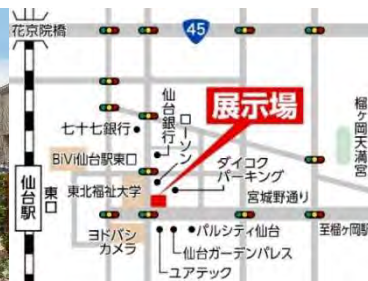 花京院橋
45
仙台銀行
ローソン
展示場
七十七銀行
榴ヶ岡天満宮
BiVi仙台駅東口
ダイコク
パーキング
仙台駅
東口
東北福祉大学
宮城野通り
ヨドバシ
カメラ
パルシティ仙台
至榴ヶ岡駅
仙台ガーデンパレス
ユアテック